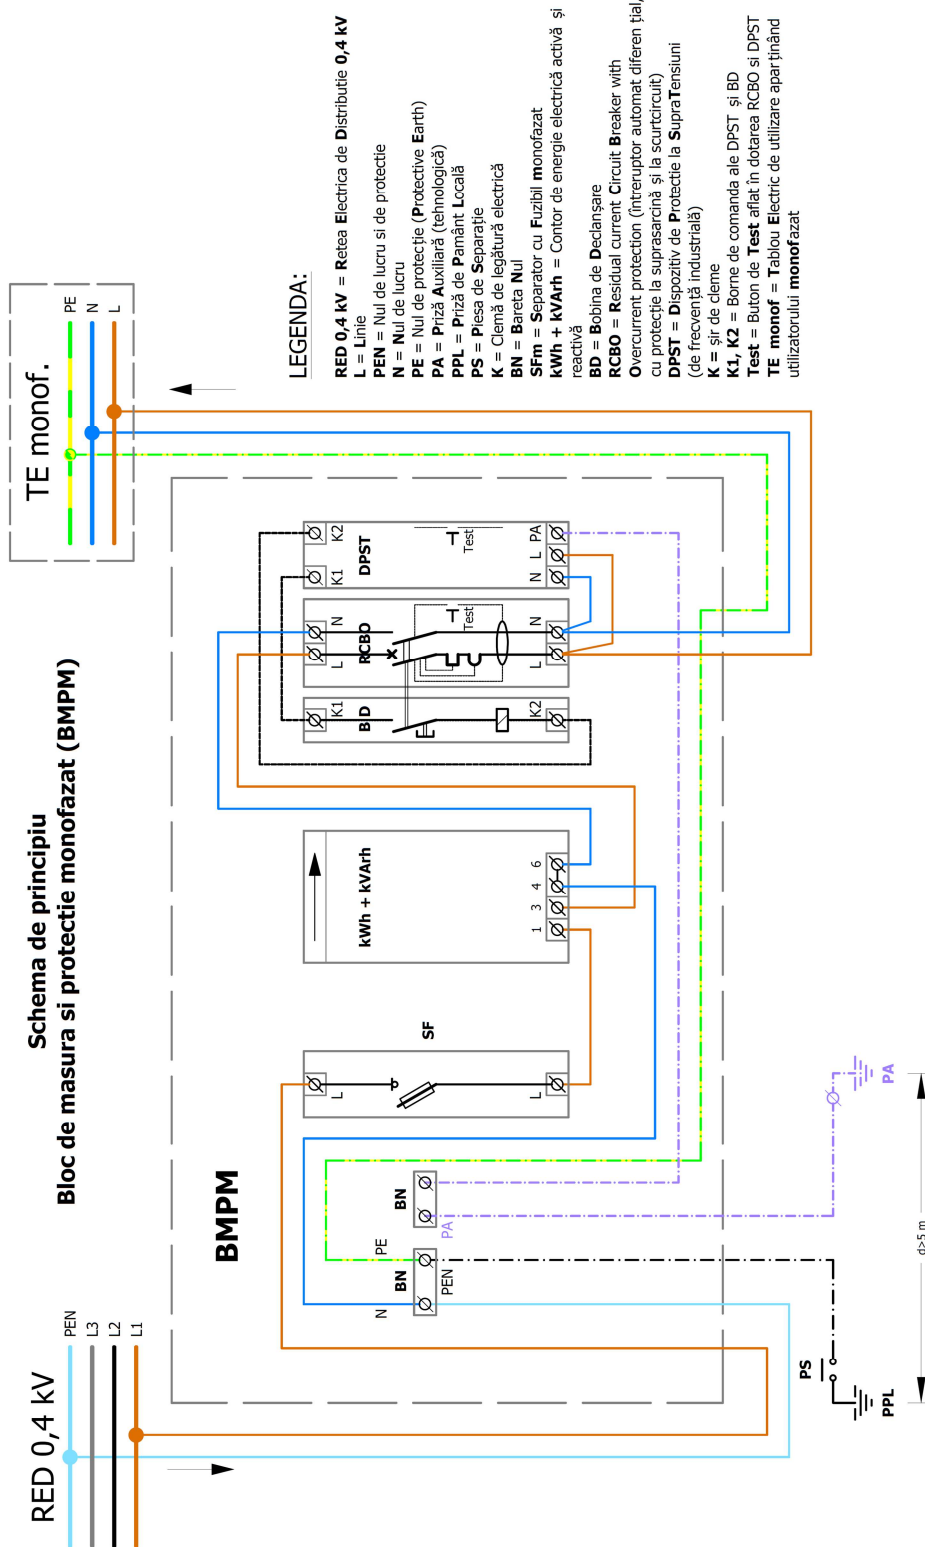 Schema de principiu
Bloc de masura si protectie monofazat (BMPM)
RED 0,4 kV
PEN
L3
L2
L1
TE monof.
PE
N
L
BMPM
N
PE
BN
PEN
BN
PA
SF
L
L
kWh + kVArh
1
3
4
6
K1
BD
K2
L
N
RCBO
Test
L
N
K1
K2
DPST
Test
N
L
PA
PS
PPL
PA
d>5 m
LEGENDA:
RED 0,4 kV = Retea Electrica de Distributie 0,4 kV
L = Linie
PEN = Nul de lucru si de protectie
N = Nul de lucru
PE = Nul de protecție (Protective Earth)
PA = Priză Auxiliară (tehnologică)
PPL = Priză de Pamânt Locală
PS = Piesa de Separație
K = Clemă de legătură electrică
BN = Bareta Nul
SFm = Separator cu Fuzibil monofazat
kWh + kVArh = Contor de energie electrică activă și
reactivă
BD = Bobina de Declanșare
RCBO = Residual current Circuit Breaker with
Overcurrent protection (întreruptor automat diferen țial,
cu protecție la suprasarcină și la scurtcircuit)
DPST = Dispozitiv de Protectie la SupraTensiuni
(de frecvență industrială)
K = șir de cleme
K1, K2 = Borne de comanda ale DPST și BD
Test = Buton de Test aflat în dotarea RCBO si DPST
TE monof = Tablou Electric de utilizare aparținând
utilizatorului monofazat